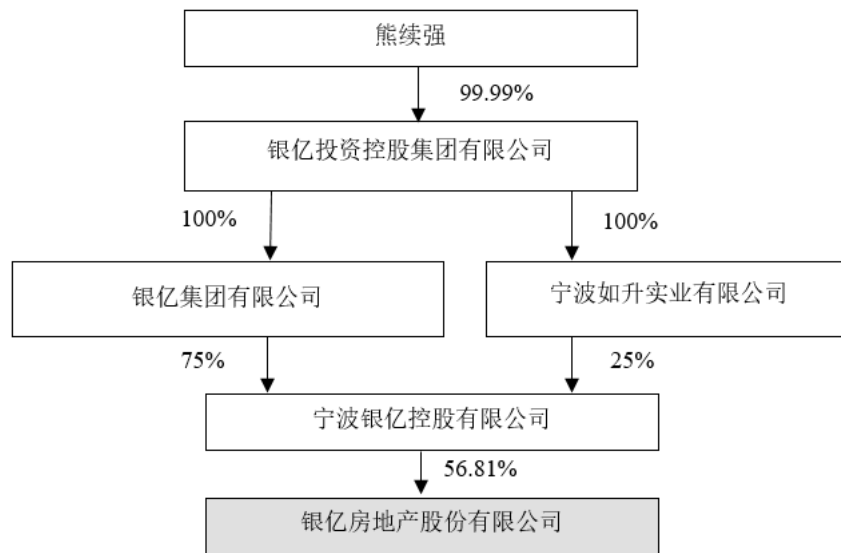 熊续强
99.99%
银亿投资控股集团有限公司
100%
100%
银亿集团有限公司
宁波如升实业有限公司
75%
25%
宁波银亿控股有限公司
56.81%
银亿房地产股份有限公司